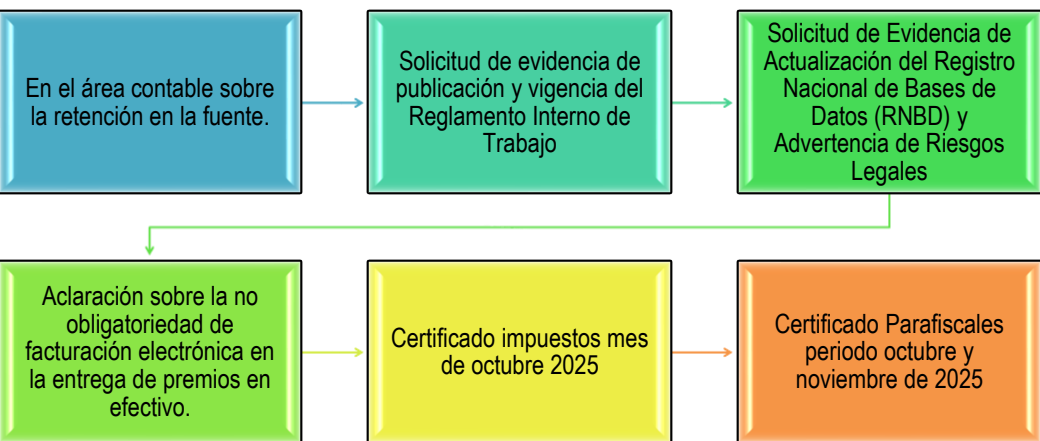 En el área contable sobre
la retención en la fuente.
Solicitud de evidencia de
publicación y vigencia del
Reglamento Interno de
Trabajo
Solicitud de Evidencia de
Actualización del Registro
Nacional de Bases de
Datos (RNBD) y
Advertencia de Riesgos
Legales
Aclaración sobre la no
obligatoriedad de
facturación electrónica en
la entrega de premios en
efectivo.
Certificado impuestos mes
de octubre 2025
Certificado Parafiscales
periodo octubre y
noviembre de 2025